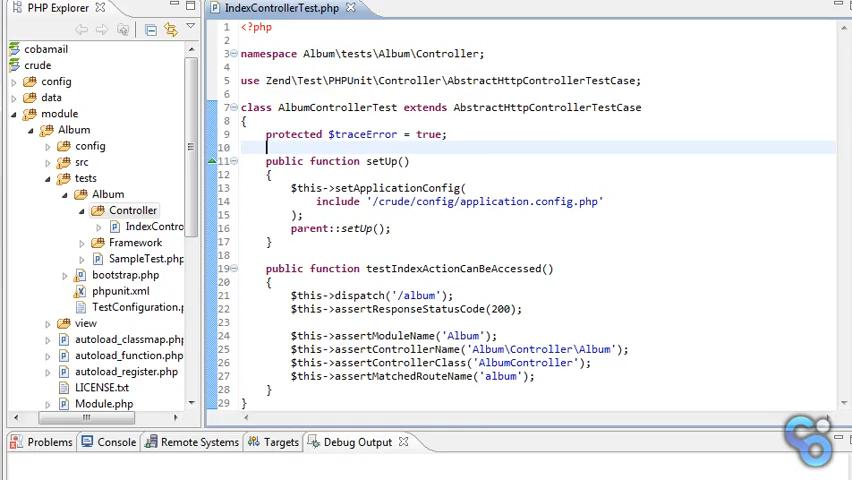 PHP Explorer
cobamail
crude
config
data
module
Album
config
src
tests
Album
Controller
IndexContro
Framework
SampleTest.php
bootstrap.php
phpunit.xml
TestConfiguration.p
view
autoload_classmap.php
autoload_function.php
autoload_register.php
LICENSE.txt
Module.php
IndexControllerTest.php
1 <?php
2
3 namespace Album\tests\Album\Controller;
4
5 use Zend\Test\PHPUnit\Controller\AbstractHttpControllerTestCase;
6
7 class AlbumControllerTest extends AbstractHttpControllerTestCase
8 {
9 protected $traceError = true;
10
11 public function setUp()
12 {
13 $this->setApplicationConfig(
14 include '/crude/config/application.config.php'
15 );
16 parent::setUp();
17 }
18
19 public function testIndexActionCanBeAccessed()
20 {
21 $this->dispatch('/album');
22 $this->assertResponseStatusCode(200);
23
24 $this->assertModuleName('Album');
25 $this->assertControllerName('Album\Controller\Album');
26 $this->assertControllerClass('AlbumController');
27 $this->assertMatchedRouteName('album');
28 }
29 }
Problems Console Remote Systems Targets Debug Output